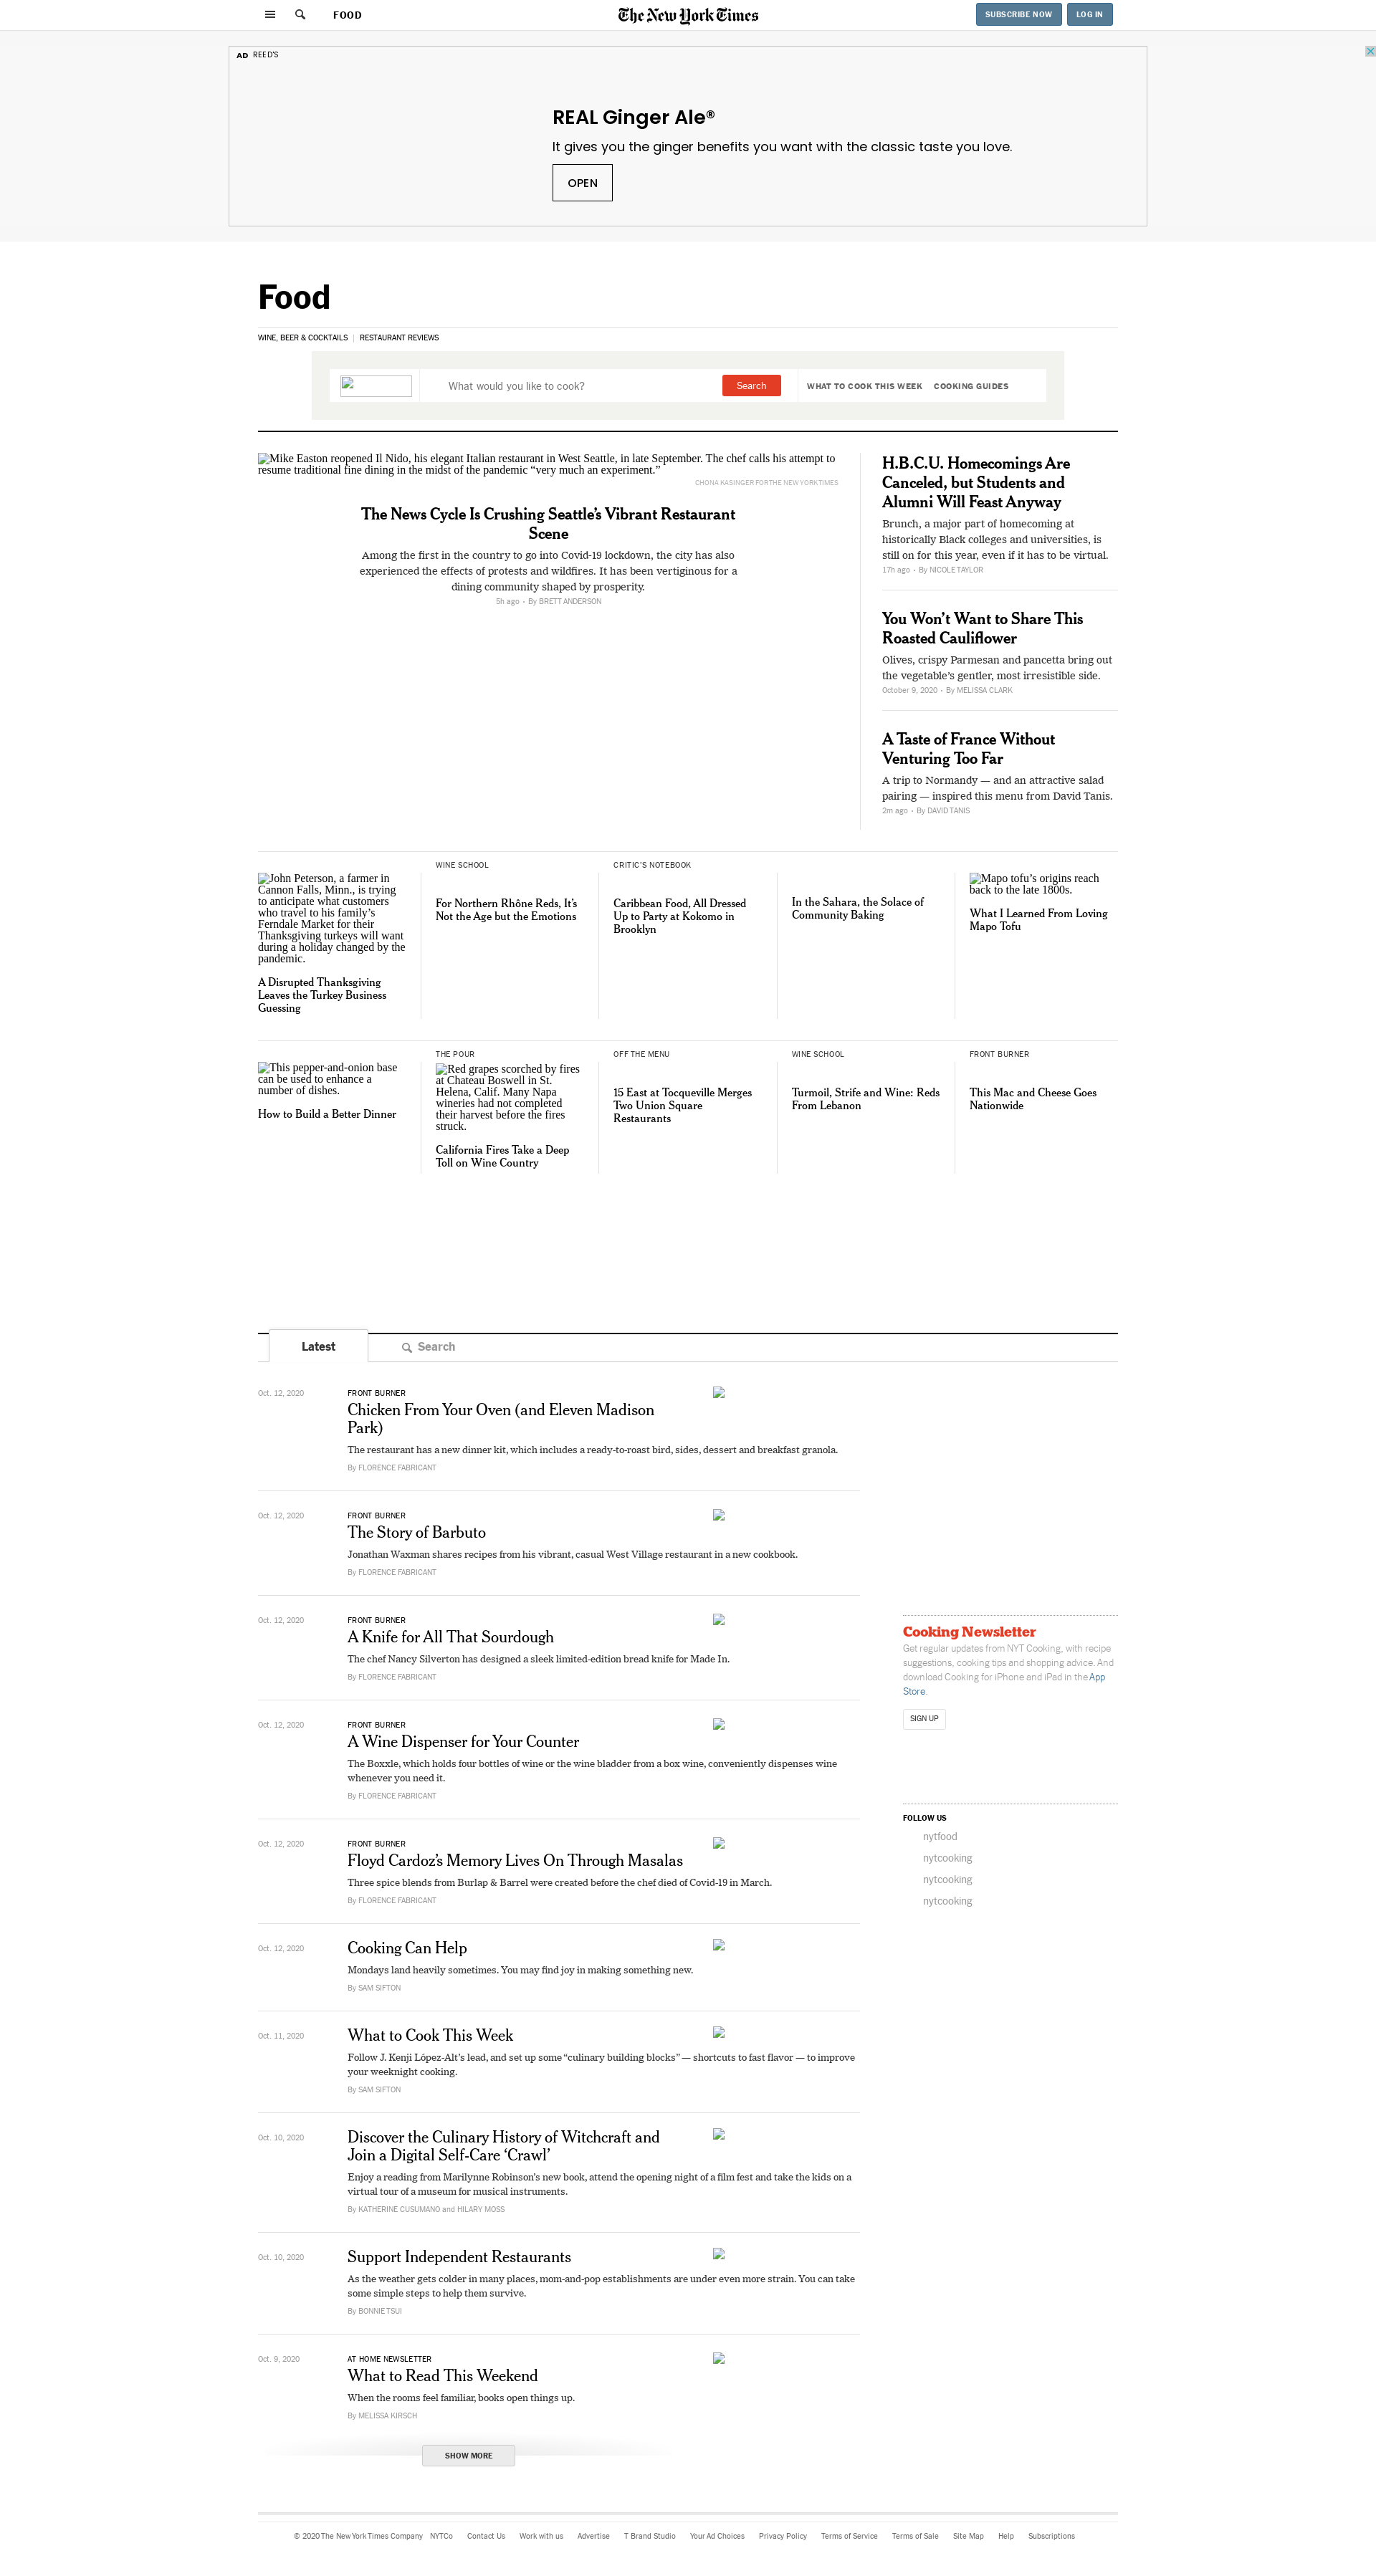 FOOD
The New York Times
SUBSCRIBE NOW
LOG IN
AD REED'S
REAL Ginger Ale®
It gives you the ginger benefits you want with the classic taste you love.
OPEN
Food
WINE, BEER & COCKTAILS | RESTAURANT REVIEWS
What would you like to cook?
Search
WHAT TO COOK THIS WEEK
COOKING GUIDES
Mike Easton reopened Il Nido, his elegant Italian restaurant in West Seattle, in late September. The chef calls his attempt to
resume traditional fine dining in the midst of the pandemic “very much an experiment.”
CHONA KASINGER FOR THE NEW YORK TIMES
The News Cycle Is Crushing Seattle’s Vibrant Restaurant
Scene
Among the first in the country to go into Covid-19 lockdown, the city has also
experienced the effects of protests and wildfires. It has been vertiginous for a
dining community shaped by prosperity.
5h ago • By BRETT ANDERSON
H.B.C.U. Homecomings Are
Canceled, but Students and
Alumni Will Feast Anyway
Brunch, a major part of homecoming at
historically Black colleges and universities, is
still on for this year, even if it has to be virtual.
17h ago • By NICOLE TAYLOR
You Won’t Want to Share This
Roasted Cauliflower
Olives, crispy Parmesan and pancetta bring out
the vegetable’s gentler, most irresistible side.
October 9, 2020 • By MELISSA CLARK
A Taste of France Without
Venturing Too Far
A trip to Normandy — and an attractive salad
pairing — inspired this menu from David Tanis.
2m ago • By DAVID TANIS
John Peterson, a farmer in
Cannon Falls, Minn., is trying
to anticipate what customers
who travel to his family’s
Ferndale Market for their
Thanksgiving turkeys will want
during a holiday changed by the
pandemic.
A Disrupted Thanksgiving
Leaves the Turkey Business
Guessing
WINE SCHOOL
For Northern Rhône Reds, It’s
Not the Age but the Emotions
CRITIC’S NOTEBOOK
Caribbean Food, All Dressed
Up to Party at Kokomo in
Brooklyn
In the Sahara, the Solace of
Community Baking
Mapo tofu’s origins reach
back to the late 1800s.
What I Learned From Loving
Mapo Tofu
This pepper-and-onion base
can be used to enhance a
number of dishes.
How to Build a Better Dinner
THE POUR
Red grapes scorched by fires
at Chateau Boswell in St.
Helena, Calif. Many Napa
wineries had not completed
their harvest before the fires
struck.
California Fires Take a Deep
Toll on Wine Country
OFF THE MENU
15 East at Tocqueville Merges
Two Union Square
Restaurants
WINE SCHOOL
Turmoil, Strife and Wine: Reds
From Lebanon
FRONT BURNER
This Mac and Cheese Goes
Nationwide
Latest
Search
Oct. 12, 2020
FRONT BURNER
Chicken From Your Oven (and Eleven Madison
Park)
The restaurant has a new dinner kit, which includes a ready-to-roast bird, sides, dessert and breakfast granola.
By FLORENCE FABRICANT
Oct. 12, 2020
FRONT BURNER
The Story of Barbuto
Jonathan Waxman shares recipes from his vibrant, casual West Village restaurant in a new cookbook.
By FLORENCE FABRICANT
Oct. 12, 2020
FRONT BURNER
A Knife for All That Sourdough
The chef Nancy Silverton has designed a sleek limited-edition bread knife for Made In.
By FLORENCE FABRICANT
Oct. 12, 2020
FRONT BURNER
A Wine Dispenser for Your Counter
The Boxxle, which holds four bottles of wine or the wine bladder from a box wine, conveniently dispenses wine
whenever you need it.
By FLORENCE FABRICANT
Oct. 12, 2020
FRONT BURNER
Floyd Cardoz’s Memory Lives On Through Masalas
Three spice blends from Burlap & Barrel were created before the chef died of Covid-19 in March.
By FLORENCE FABRICANT
Oct. 12, 2020
Cooking Can Help
Mondays land heavily sometimes. You may find joy in making something new.
By SAM SIFTON
Oct. 11, 2020
What to Cook This Week
Follow J. Kenji López-Alt’s lead, and set up some “culinary building blocks” — shortcuts to fast flavor — to improve
your weeknight cooking.
By SAM SIFTON
Oct. 10, 2020
Discover the Culinary History of Witchcraft and
Join a Digital Self-Care ‘Crawl’
Enjoy a reading from Marilynne Robinson’s new book, attend the opening night of a film fest and take the kids on a
virtual tour of a museum for musical instruments.
By KATHERINE CUSUMANO and HILARY MOSS
Oct. 10, 2020
Support Independent Restaurants
As the weather gets colder in many places, mom-and-pop establishments are under even more strain. You can take
some simple steps to help them survive.
By BONNIE TSUI
Oct. 9, 2020
AT HOME NEWSLETTER
What to Read This Weekend
When the rooms feel familiar, books open things up.
By MELISSA KIRSCH
SHOW MORE
Cooking Newsletter
Get regular updates from NYT Cooking, with recipe
suggestions, cooking tips and shopping advice. And
download Cooking for iPhone and iPad in the App
Store.
SIGN UP
FOLLOW US
nytfood
nytcooking
nytcooking
nytcooking
© 2020 The New York Times Company NYTCo Contact Us Work with us Advertise T Brand Studio Your Ad Choices Privacy Policy Terms of Service Terms of Sale Site Map Help Subscriptions